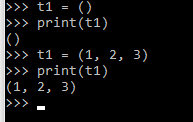 >>> t1 = ()
>>> print(t1)
()
>>> t1 = (1, 2, 3)
>>> print(t1)
(1, 2, 3)
>>>